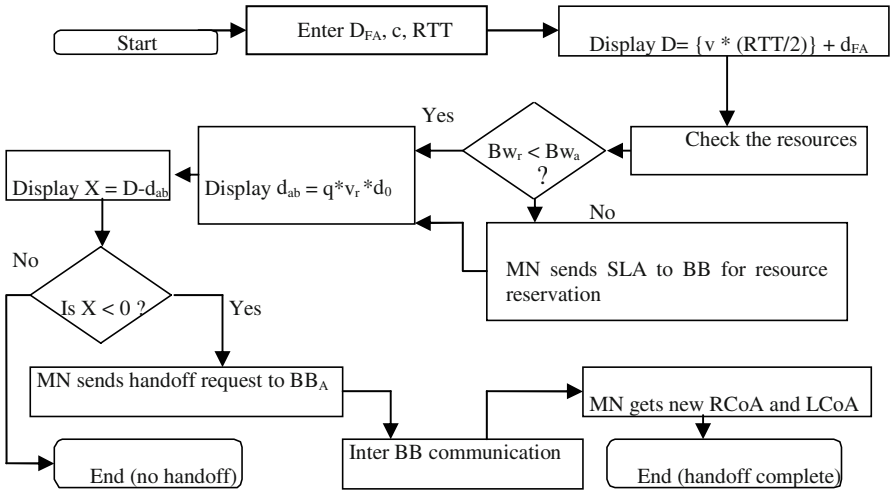 Start
Enter D_FA, c, RTT
Display D= {v * (RTT/2)} + d_FA
Check the resources
Bw_r < Bw_a
?
Yes
No
MN sends SLA to BB for resource
reservation
Display d_ab = q*v_r*d_0
Display X = D-d_ab
Is X < 0 ?
No
Yes
MN sends handoff request to BB_A
Inter BB communication
MN gets new RCoA and LCoA
End (no handoff)
End (handoff complete)